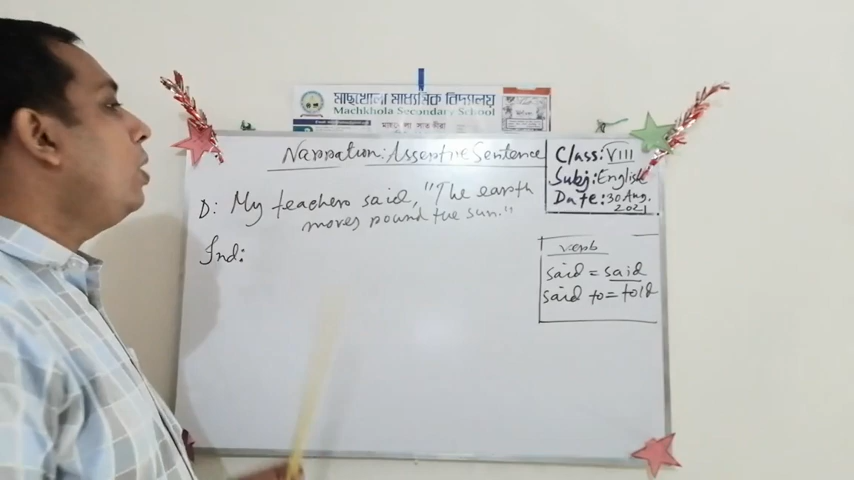 মাছখোলা মাধ্যমিক বিদ্যালয়
Machkhola Secondary School
Narration: Assertive Sentence
Class: VIII
Subj: English
Date: 30 Aug. 2021
D: My teacher said, "The earth
moves round the sun."
Ind:
verb
said = said
said to = told